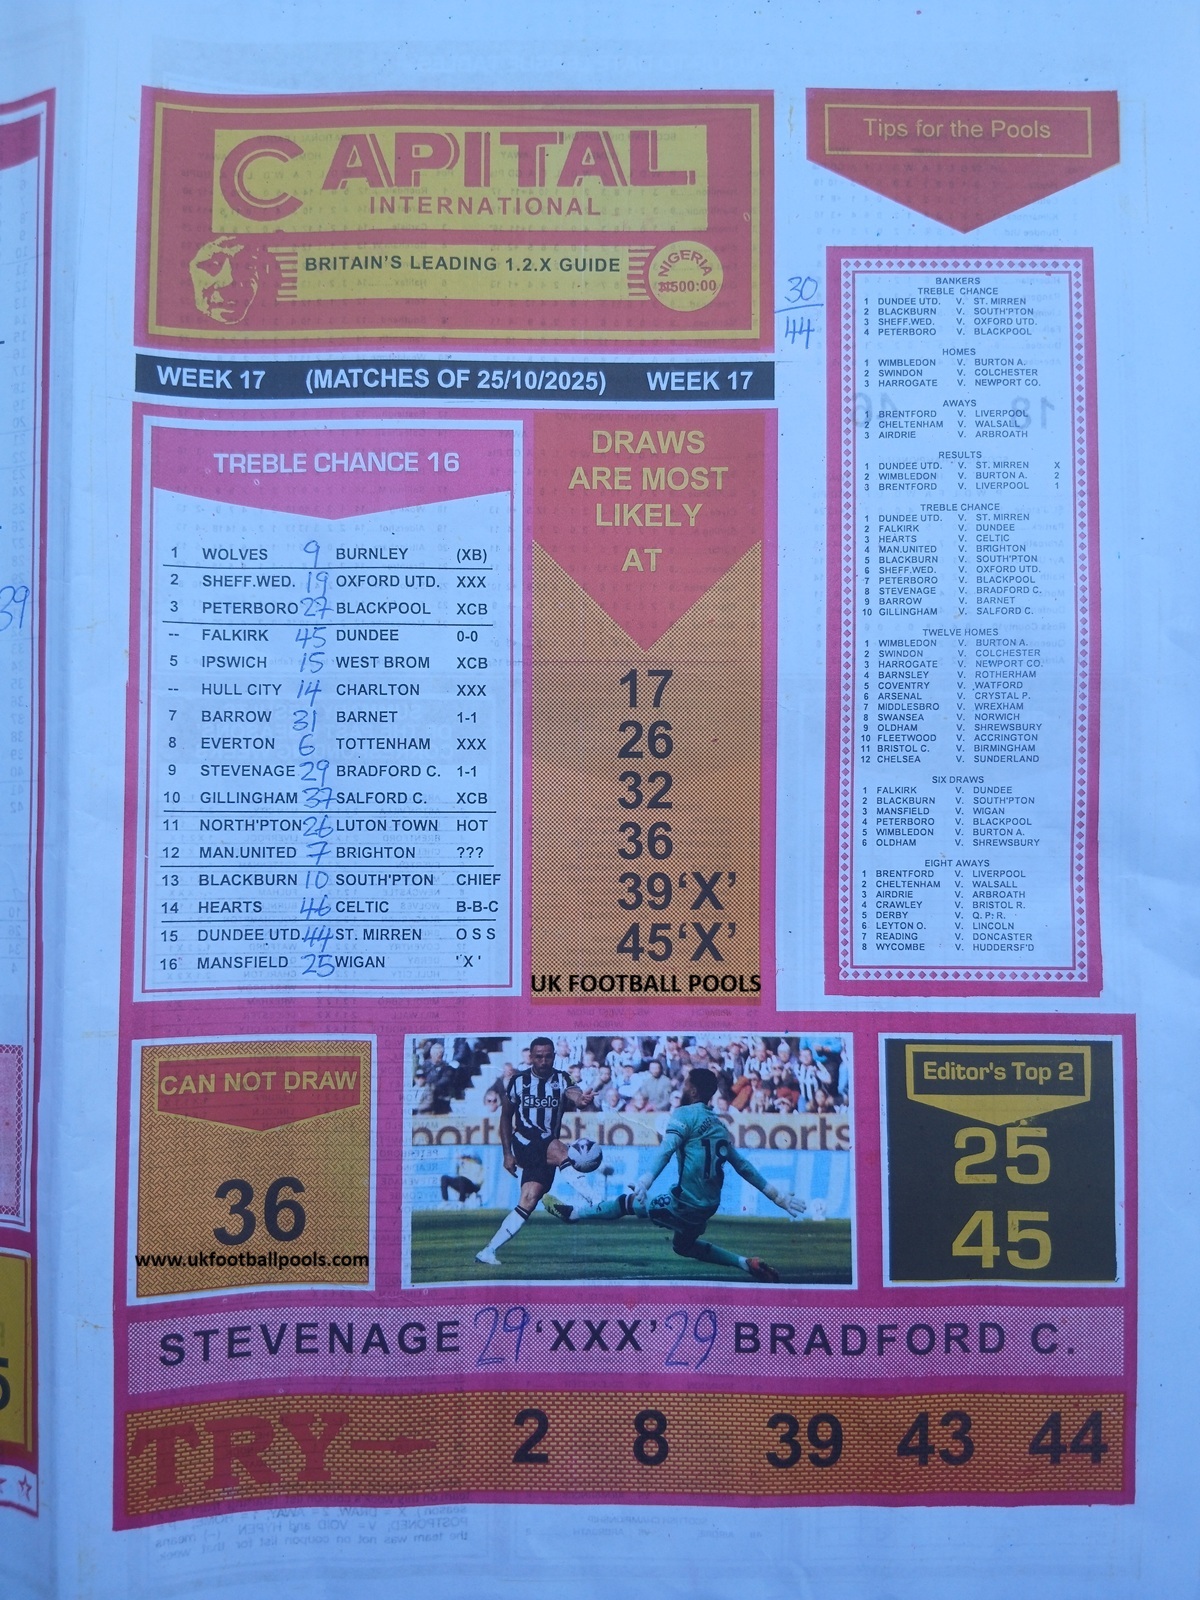 CAPITAL
INTERNATIONAL
BRITAIN'S LEADING 1.2.X GUIDE
NIGERIA
₦500:00
WEEK 17 (MATCHES OF 25/10/2025) WEEK 17
TREBLE CHANCE 16
1 WOLVES 9 BURNLEY (XB)
2 SHEFF.WED. 19 OXFORD UTD. XXX
3 PETERBORO 27 BLACKPOOL XCB
-- FALKIRK 45 DUNDEE 0-0
5 IPSWICH 15 WEST BROM XCB
-- HULL CITY 14 CHARLTON XXX
7 BARROW 31 BARNET 1-1
8 EVERTON 6 TOTTENHAM XXX
9 STEVENAGE 29 BRADFORD C. 1-1
10 GILLINGHAM 37 SALFORD C. XCB
11 NORTH'PTON 26 LUTON TOWN HOT
12 MAN.UNITED 7 BRIGHTON ???
13 BLACKBURN 10 SOUTH'PTON CHIEF
14 HEARTS 46 CELTIC B-B-C
15 DUNDEE UTD. 44 ST. MIRREN O S S
16 MANSFIELD 25 WIGAN 'X'
DRAWS
ARE MOST
LIKELY
AT
17
26
32
36
39 'X'
45 'X'
UK FOOTBALL POOLS
30
44
39
Tips for the Pools
BANKERS
TREBLE CHANCE
1 DUNDEE UTD. V. ST. MIRREN
2 BLACKBURN V. SOUTH'PTON
3 SHEFF.WED. V. OXFORD UTD.
4 PETERBORO V. BLACKPOOL
HOMES
1 WIMBLEDON V. BURTON A.
2 SWINDON V. COLCHESTER
3 HARROGATE V. NEWPORT CO.
AWAYS
1 BRENTFORD V. LIVERPOOL
2 CHELTENHAM V. WALSALL
3 AIRDRIE V. ARBROATH
RESULTS
1 DUNDEE UTD. V. ST. MIRREN X
2 WIMBLEDON V. BURTON A. 2
3 BRENTFORD V. LIVERPOOL 1
TREBLE CHANCE
1 DUNDEE UTD. V. ST. MIRREN
2 FALKIRK V. DUNDEE
3 HEARTS V. CELTIC
4 MAN.UNITED V. BRIGHTON
5 BLACKBURN V. SOUTH'PTON
6 SHEFF.WED. V. OXFORD UTD.
7 PETERBORO V. BLACKPOOL
8 STEVENAGE V. BRADFORD C.
9 BARROW V. BARNET
10 GILLINGHAM V. SALFORD C.
TWELVE HOMES
1 WIMBLEDON V. BURTON A.
2 SWINDON V. COLCHESTER
3 HARROGATE V. NEWPORT CO.
4 BARNSLEY V. ROTHERHAM
5 COVENTRY V. WATFORD
6 ARSENAL V. CRYSTAL P.
7 MIDDLESBRO V. WREXHAM
8 SWANSEA V. NORWICH
9 OLDHAM V. SHREWSBURY
10 FLEETWOOD V. ACCRINGTON
11 BRISTOL C. V. BIRMINGHAM
12 CHELSEA V. SUNDERLAND
SIX DRAWS
1 FALKIRK V. DUNDEE
2 BLACKBURN V. SOUTH'PTON
3 MANSFIELD V. WIGAN
4 PETERBORO V. BLACKPOOL
5 WIMBLEDON V. BURTON A.
6 OLDHAM V. SHREWSBURY
EIGHT AWAYS
1 BRENTFORD V. LIVERPOOL
2 CHELTENHAM V. WALSALL
3 AIRDRIE V. ARBROATH
4 CRAWLEY V. BRISTOL R.
5 DERBY V. Q.P.R.
6 LEYTON O. V. LINCOLN
7 READING V. DONCASTER
8 WYCOMBE V. HUDDERSF'D
CAN NOT DRAW
36
www.ukfootballpools.com
sela
Sports
Editor's Top 2
25
45
STEVENAGE 29 'XXX' 29 BRADFORD C.
TRY 2 8 39 43 44